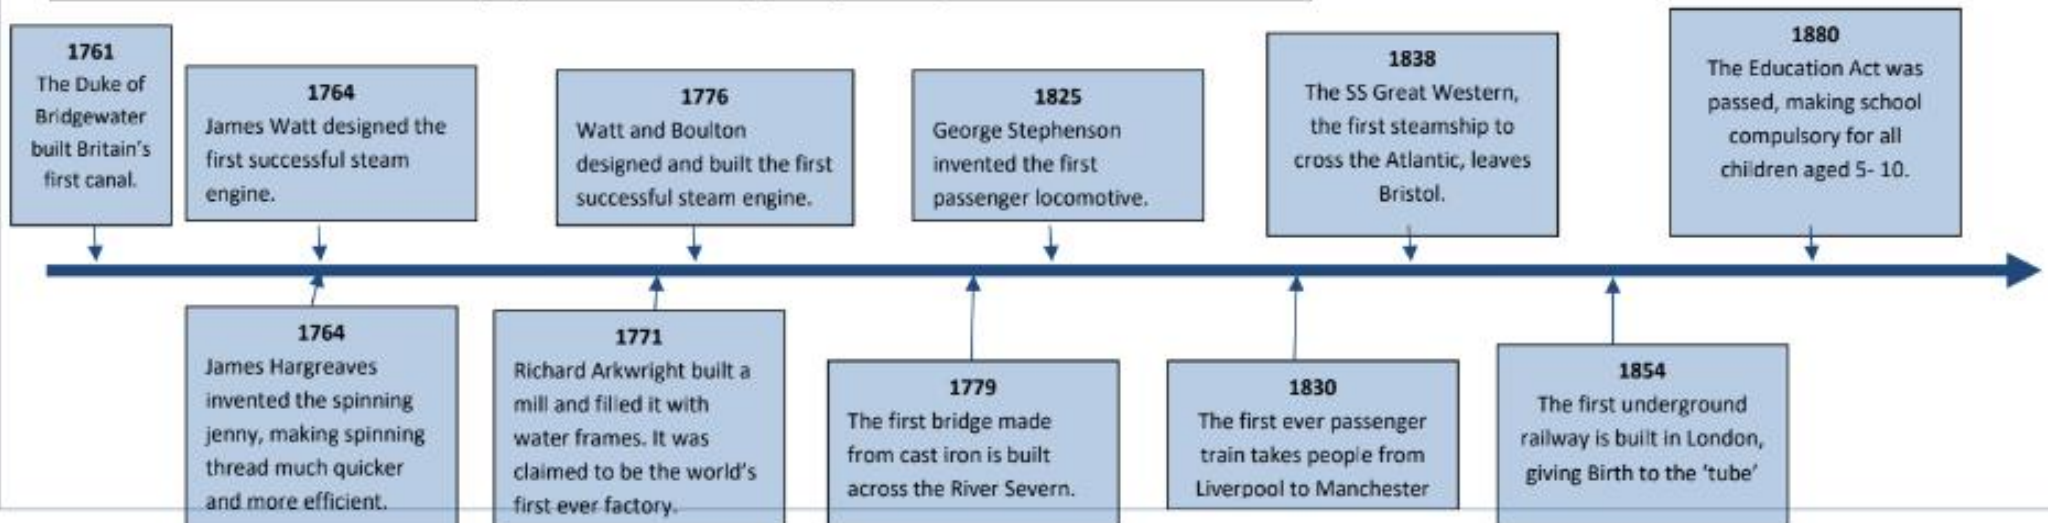 1761
The Duke of
Bridgewater
built Britain's
first canal.
1764
James Watt designed the
first successful steam
engine.
1776
Watt and Boulton
designed and built the first
successful steam engine.
1825
George Stephenson
invented the first
passenger locomotive.
1838
The SS Great Western,
the first steamship to
cross the Atlantic, leaves
Bristol.
1880
The Education Act was
passed, making school
compulsory for all
children aged 5- 10.
1764
James Hargreaves
invented the spinning
jenny, making spinning
thread much quicker
and more efficient.
1771
Richard Arkwright built a
mill and filled it with
water frames. It was
claimed to be the world's
first ever factory.
1779
The first bridge made
from cast iron is built
across the River Severn.
1830
The first ever passenger
train takes people from
Liverpool to Manchester
1854
The first underground
railway is built in London,
giving Birth to the 'tube'